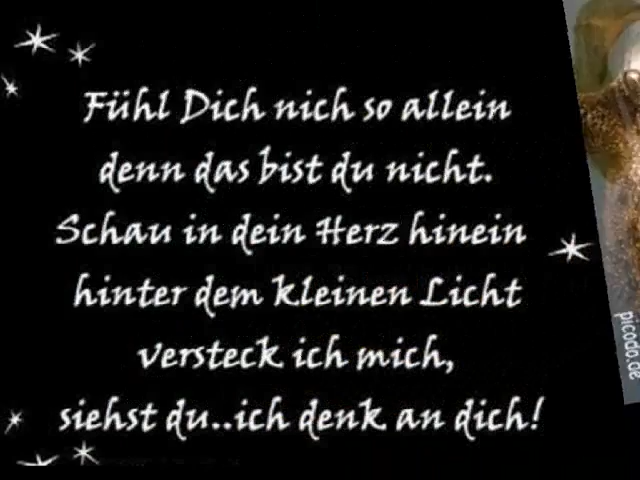 Fühl Dich nich so allein
denn das bist du nicht.
Schau in dein Herz hinein
hinter dem kleinen Licht
versteck ich mich,
siehst du..ich denk an dich!
picodo.de